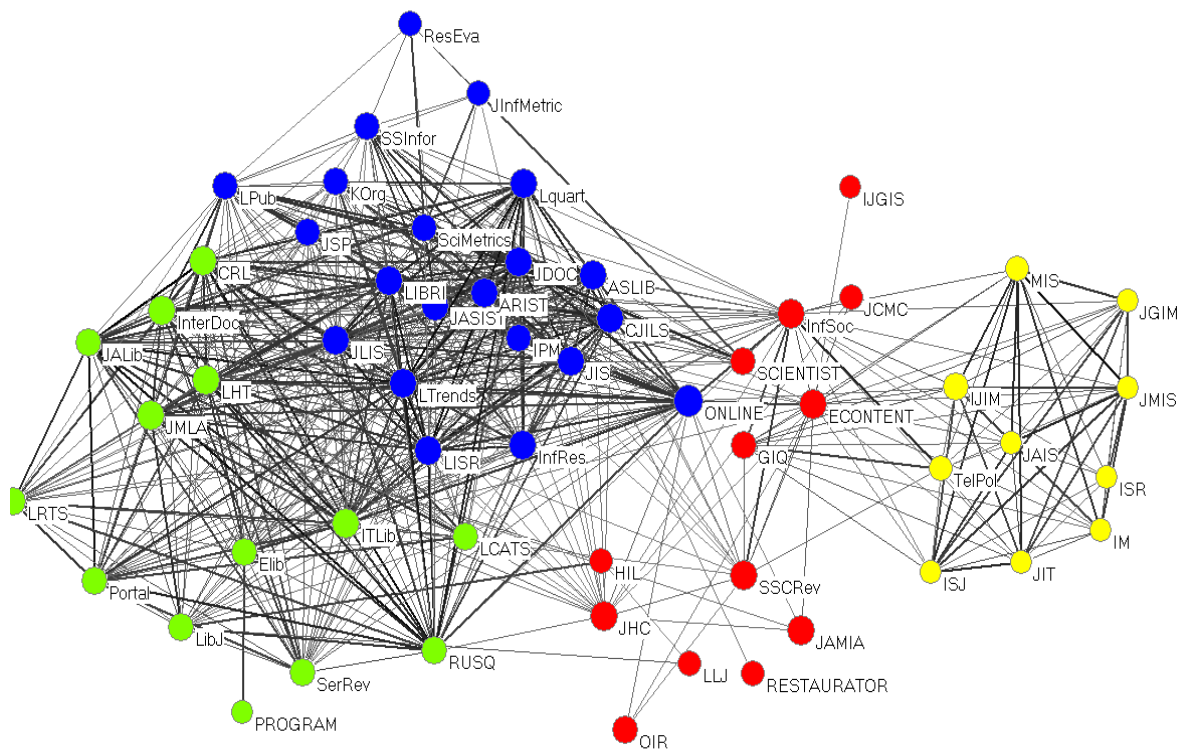 ResEva
JInfMetric
SSInfor
LPub
KOrg
Lquart
IJGIS
JSP
SciMetrics
CRL
JDOC
MIS
LIBRI
ARIST
ASLIB
JGIM
InterDoc
JASIST
CJILS
InfSoc
JCMC
JALib
JLIS
IPM
JIS
SCIENTIST
LHT
LTrends
ONLINE
ECONTENT
IJIM
JMIS
JMLA
LISR
InfRes
GIQ
JAIS
TelPol
ISR
LRTS
ITLib
LCATS
IM
Elib
HIL
SSCRev
ISJ
JIT
Portal
LibJ
JHC
JAMIA
RUSQ
SerRev
LLJ
RESTAURATOR
PROGRAM
OIR